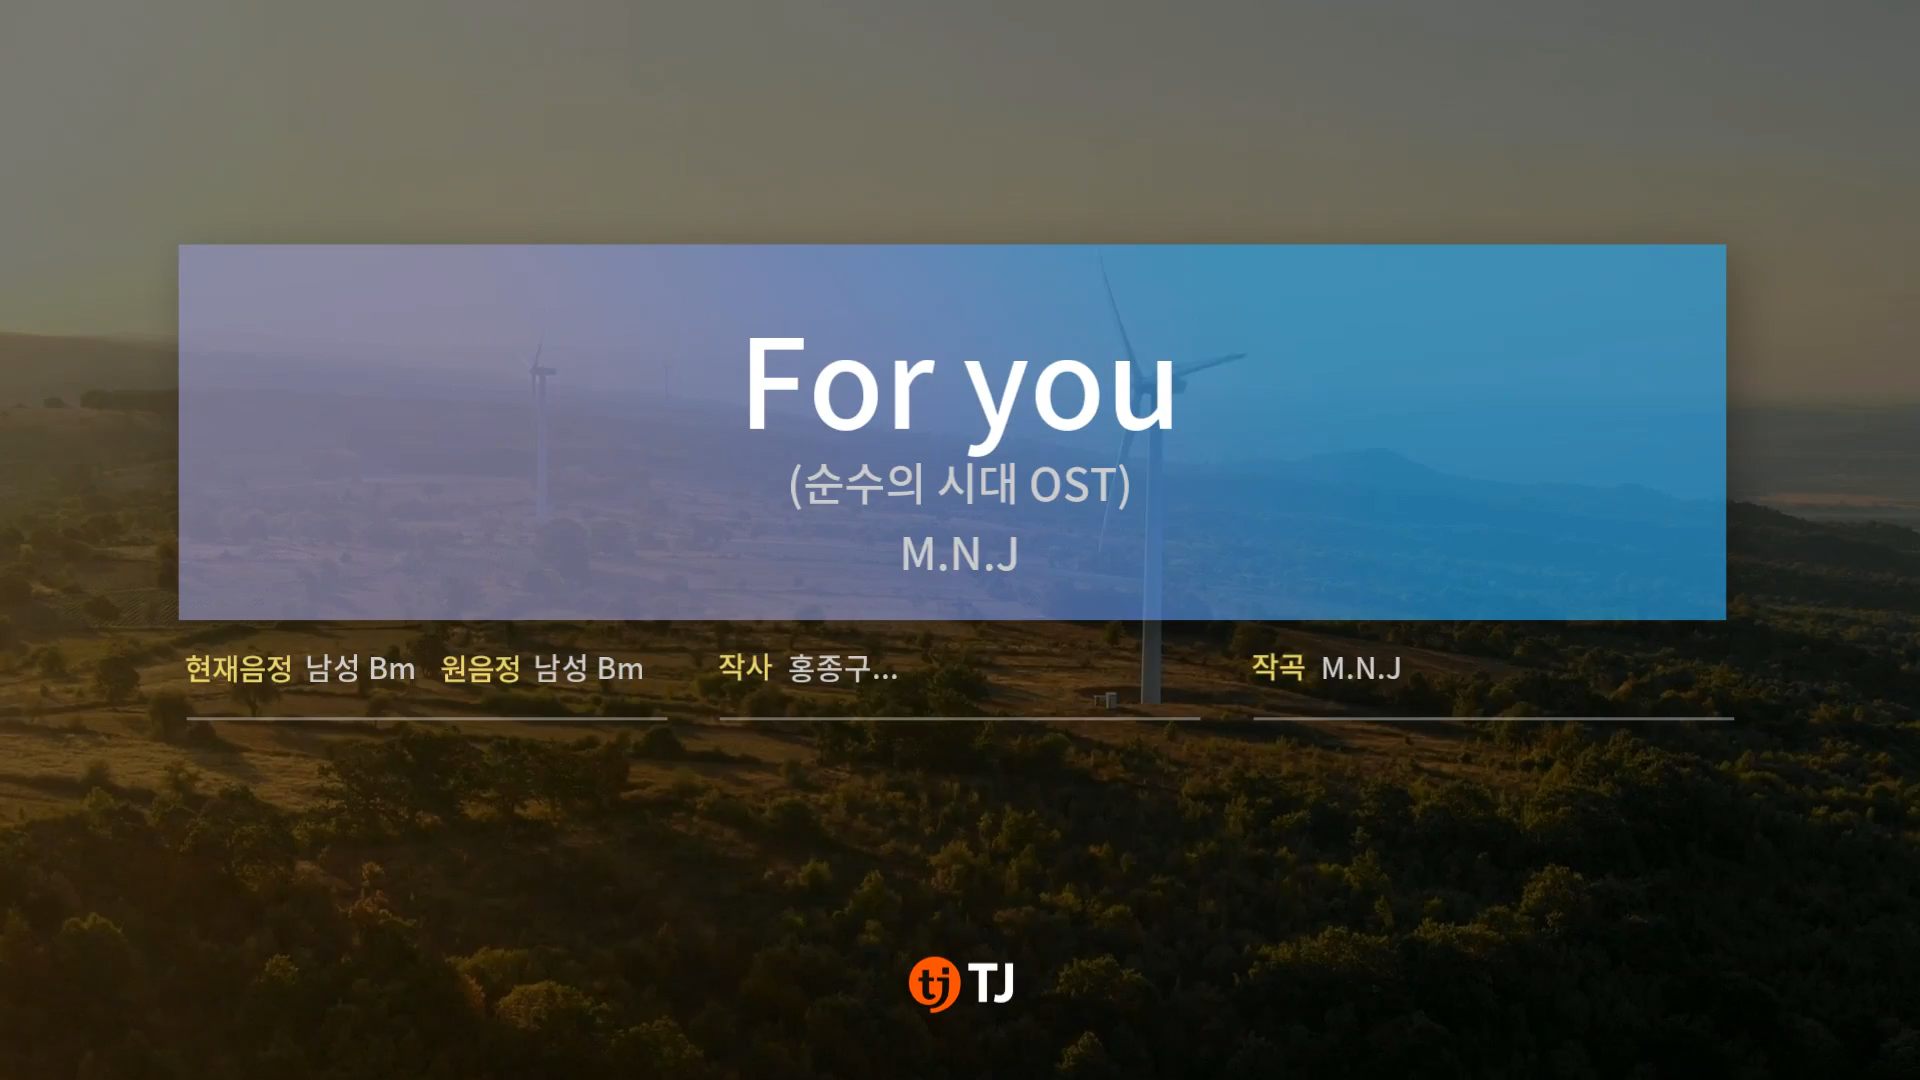 For you
(순수의 시대 OST)
M.N.J
현재음정 남성 Bm 원음정 남성 Bm 작사 홍종구... 작곡 M.N.J
tj TJ